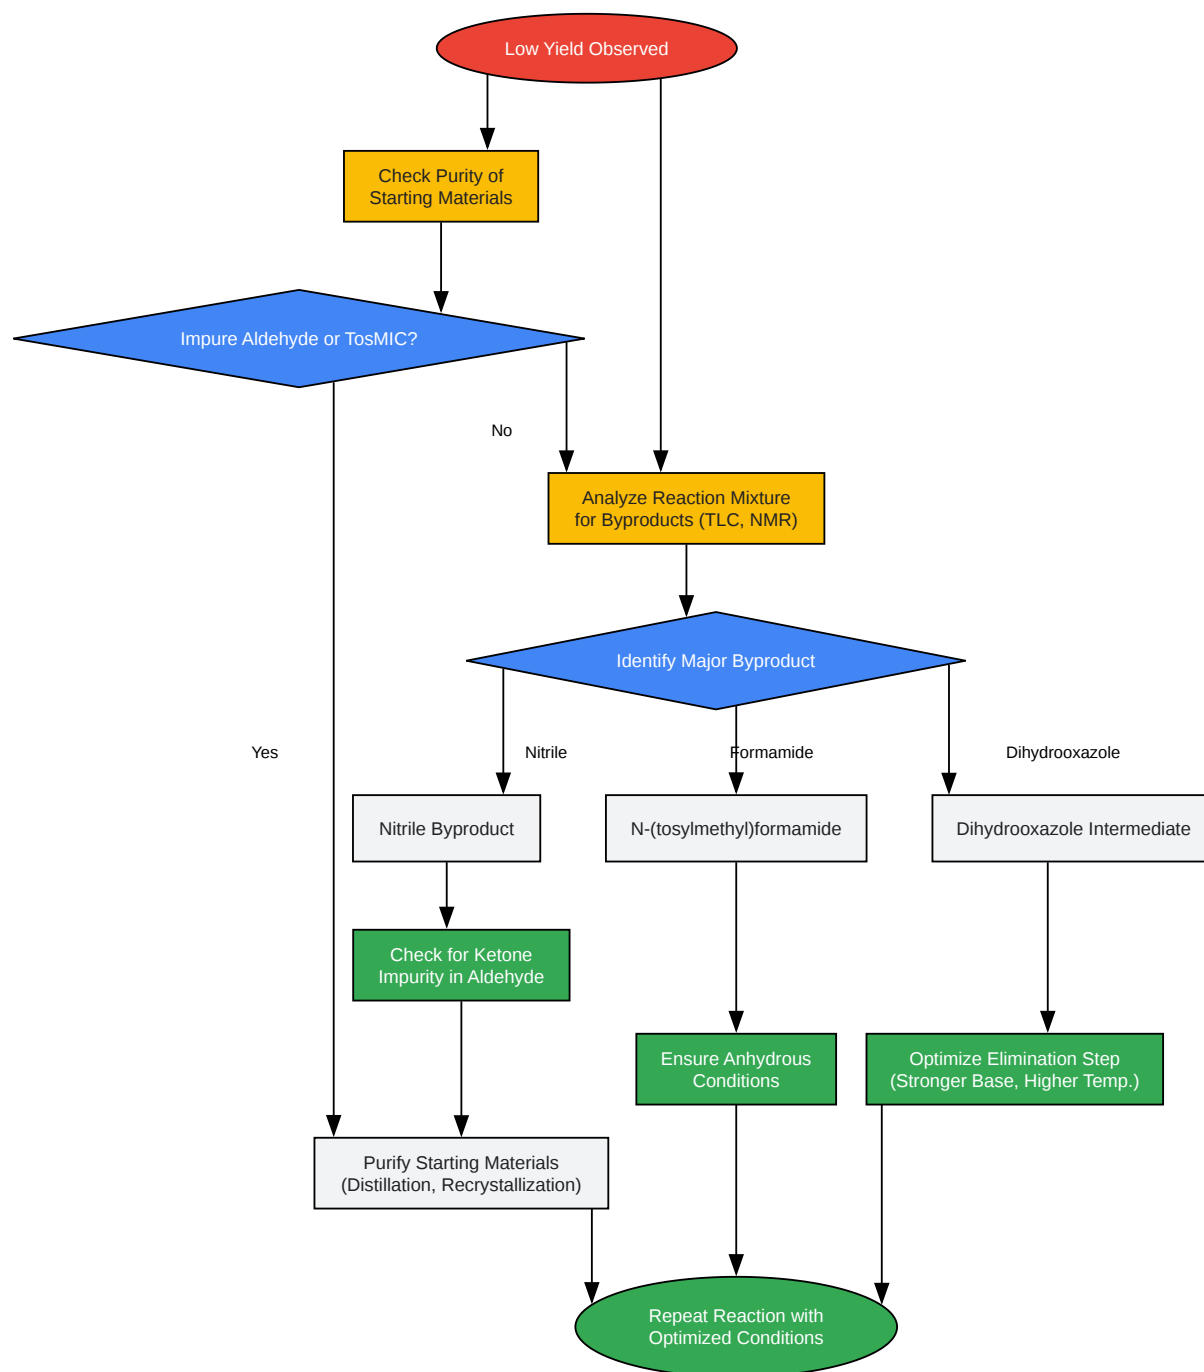 Low Yield Observed
Check Purity of
Starting Materials
Impure Aldehyde or TosMIC?
No
Analyze Reaction Mixture
for Byproducts (TLC, NMR)
Identify Major Byproduct
Yes
Nitrile
Formamide
Dihydrooxazole
Nitrile Byproduct
N-(tosylmethyl)formamide
Dihydrooxazole Intermediate
Check for Ketone
Impurity in Aldehyde
Ensure Anhydrous
Conditions
Optimize Elimination Step
(Stronger Base, Higher Temp.)
Purify Starting Materials
(Distillation, Recrystallization)
Repeat Reaction with
Optimized Conditions